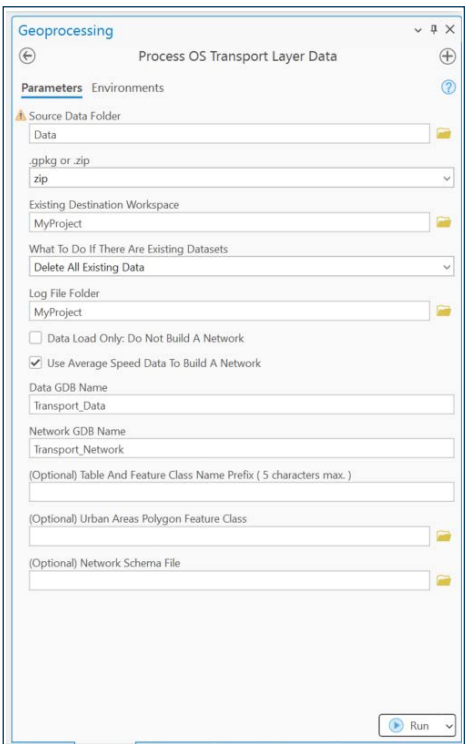 Geoprocessing
Process OS Transport Layer Data
Parameters Environments
Source Data Folder
Data
.gpkg or .zip
zip
Existing Destination Workspace
MyProject
What To Do If There Are Existing Datasets
Delete All Existing Data
Log File Folder
MyProject
Data Load Only: Do Not Build A Network
Use Average Speed Data To Build A Network
Data GDB Name
Transport_Data
Network GDB Name
Transport_Network
(Optional) Table And Feature Class Name Prefix ( 5 characters max. )
(Optional) Urban Areas Polygon Feature Class
(Optional) Network Schema File
Run